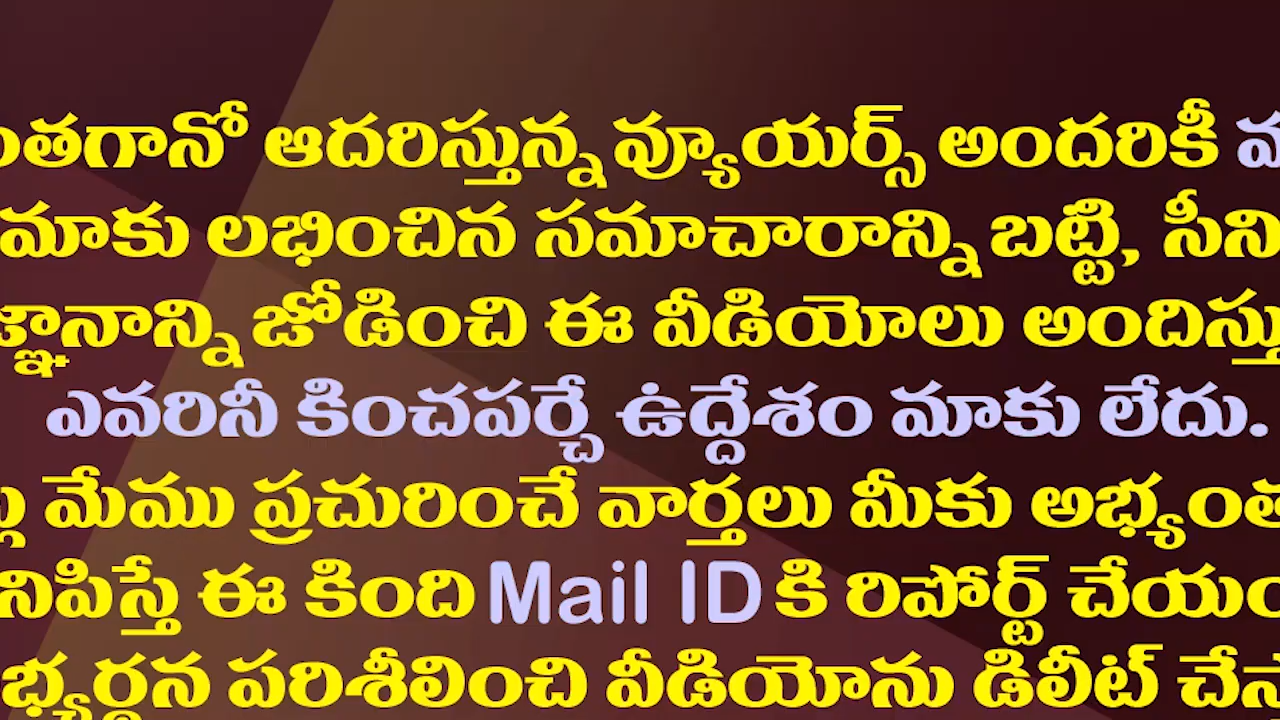 ంతగానో ఆదరిస్తున్న వ్యూయర్స్ అందరికీ
మాకు లభించిన సమాచారాన్ని బట్టి, సీని
జ్ఞానాన్ని జోడించి ఈ వీడియోలు అందిస్తు
ఎవరినీ కించపర్చే ఉద్దేశం మాకు లేదు.
మేము ప్రచురించే వార్తలు మీకు అభ్యంత
నిపిస్తే ఈ కింది Mail ID కి రిపోర్ట్ చేయం
భ్యర్థన పరిశీలించి వీడియోను డిలీట్ చేస